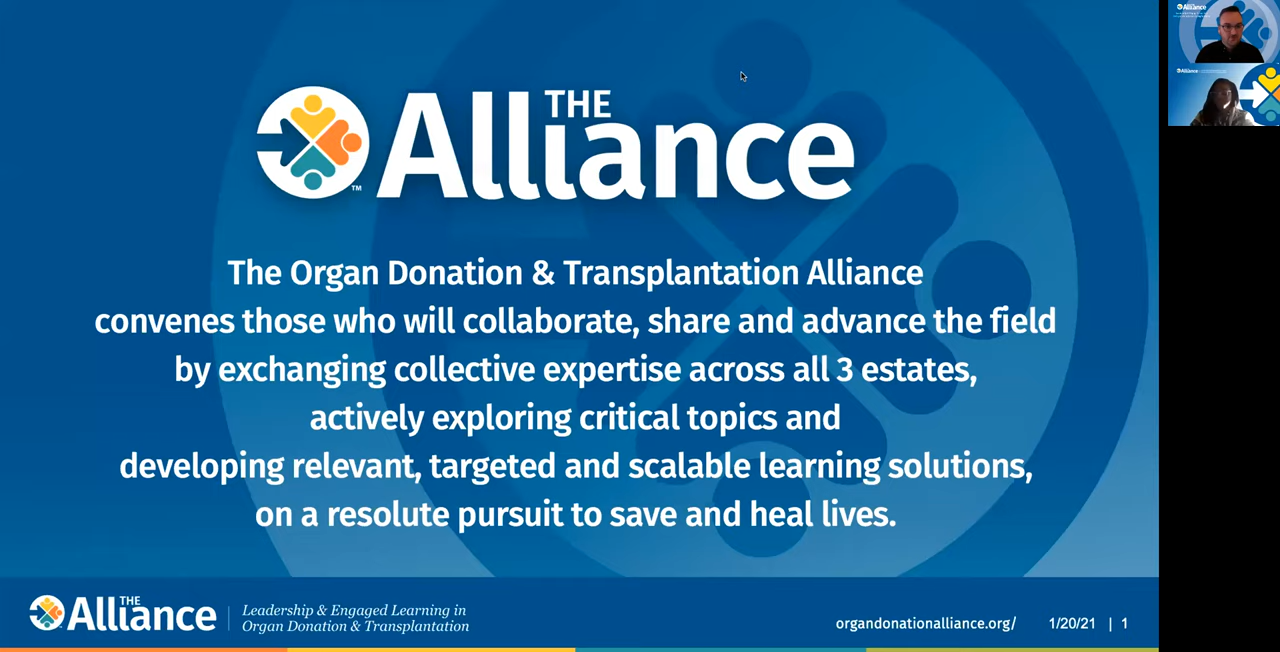 THE
Alliance
™
The Organ Donation & Transplantation Alliance
convenes those who will collaborate, share and advance the field
by exchanging collective expertise across all 3 estates,
actively exploring critical topics and
developing relevant, targeted and scalable learning solutions,
on a resolute pursuit to save and heal lives.
THE
Alliance
Leadership & Engaged Learning in
Organ Donation & Transplantation
organdonationalliance.org/ 1/20/21 | 1
Alliance
Alliance